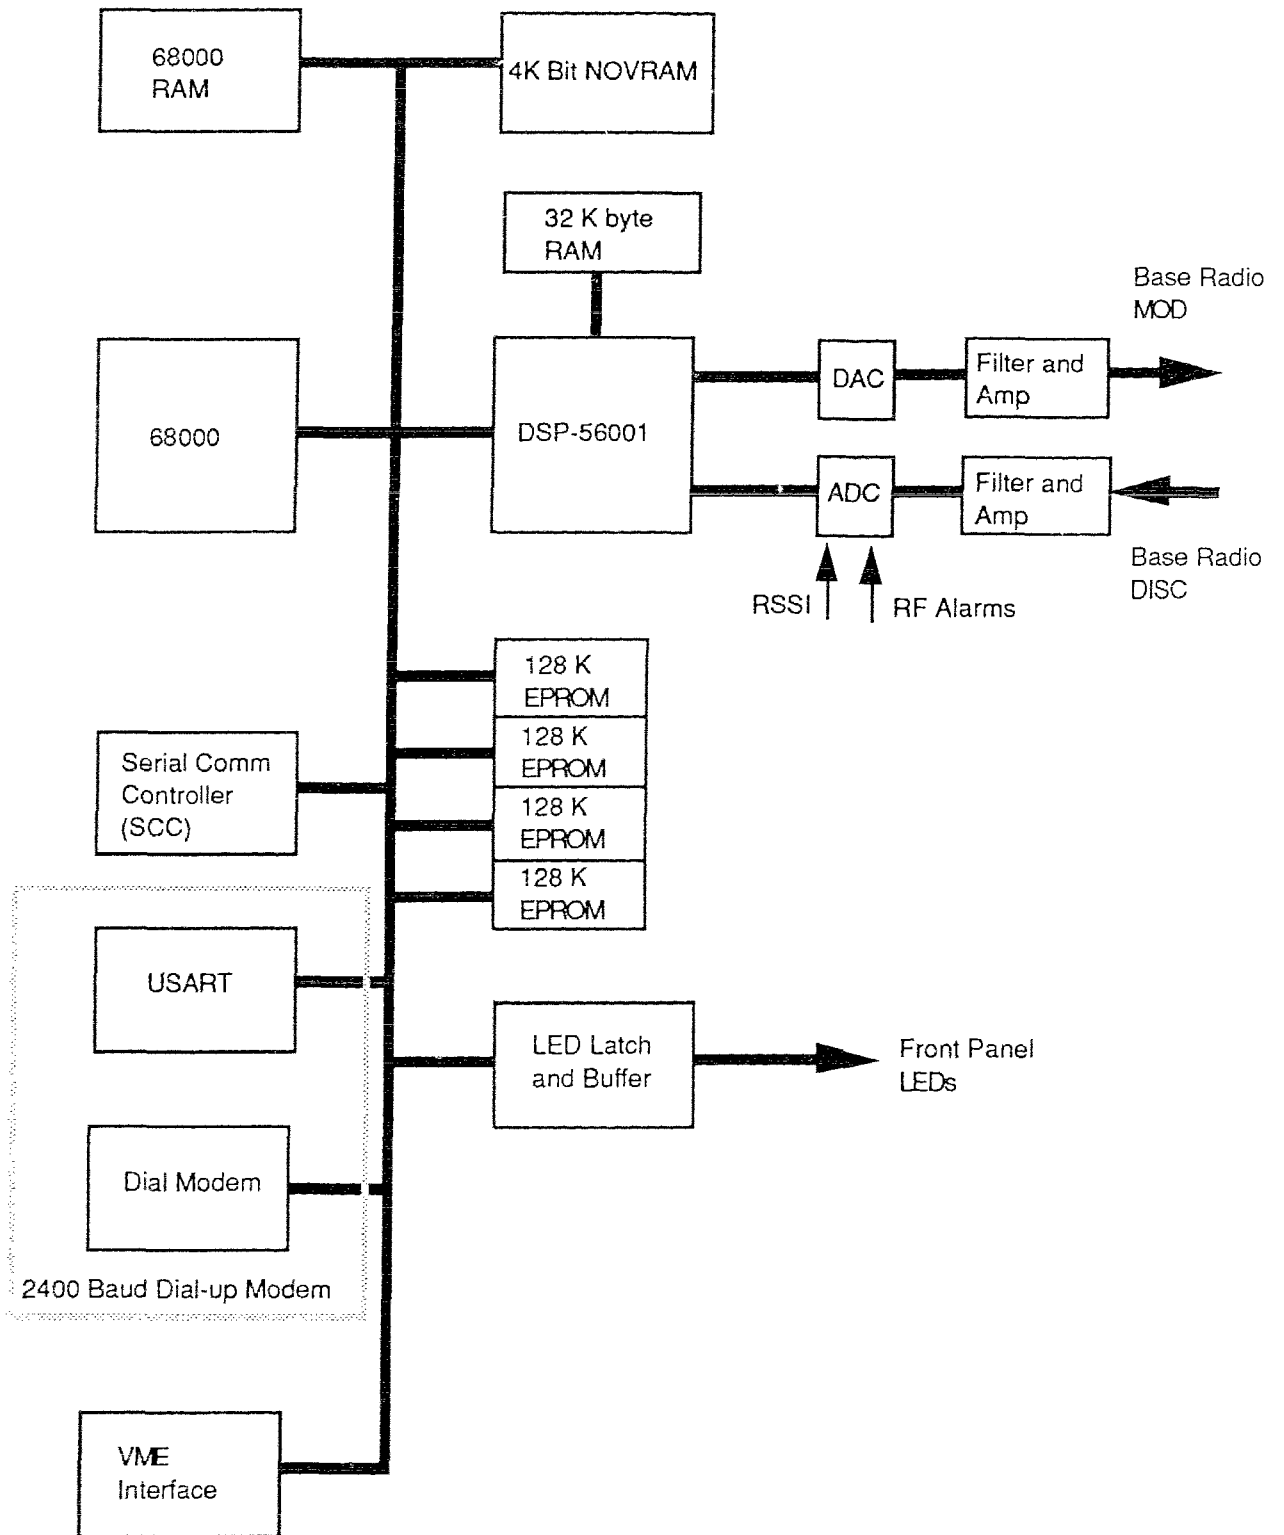 68000
RAM
4K Bit NOVRAM
32 K byte
RAM
Base Radio
MOD
68000
DSP-56001
DAC
Filter and
Amp
ADC
Filter and
Amp
Base Radio
DISC
RSSI
RF Alarms
128 K
EPROM
128 K
EPROM
128 K
EPROM
128 K
EPROM
Serial Comm
Controller
(SCC)
USART
LED Latch
and Buffer
Front Panel
LEDs
Dial Modem
2400 Baud Dial-up Modem
VME
Interface